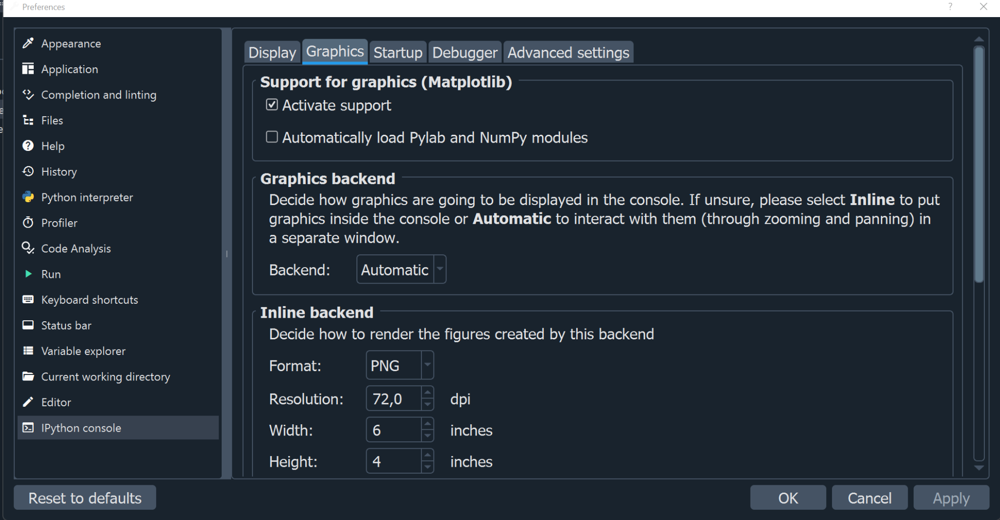 Preferences
?
Appearance
Application
Completion and linting
Files
Help
History
Python interpreter
Profiler
Code Analysis
Run
Keyboard shortcuts
Status bar
Variable explorer
Current working directory
Editor
IPython console
Display Graphics Startup Debugger Advanced settings
Support for graphics (Matplotlib)
Activate support
Automatically load Pylab and NumPy modules
Graphics backend
Decide how graphics are going to be displayed in the console. If unsure, please select Inline to put
graphics inside the console or Automatic to interact with them (through zooming and panning) in
a separate window.
Backend: Automatic
Inline backend
Decide how to render the figures created by this backend
Format: PNG
Resolution: 72,0 dpi
Width: 6 inches
Height: 4 inches
Reset to defaults OK Cancel Apply